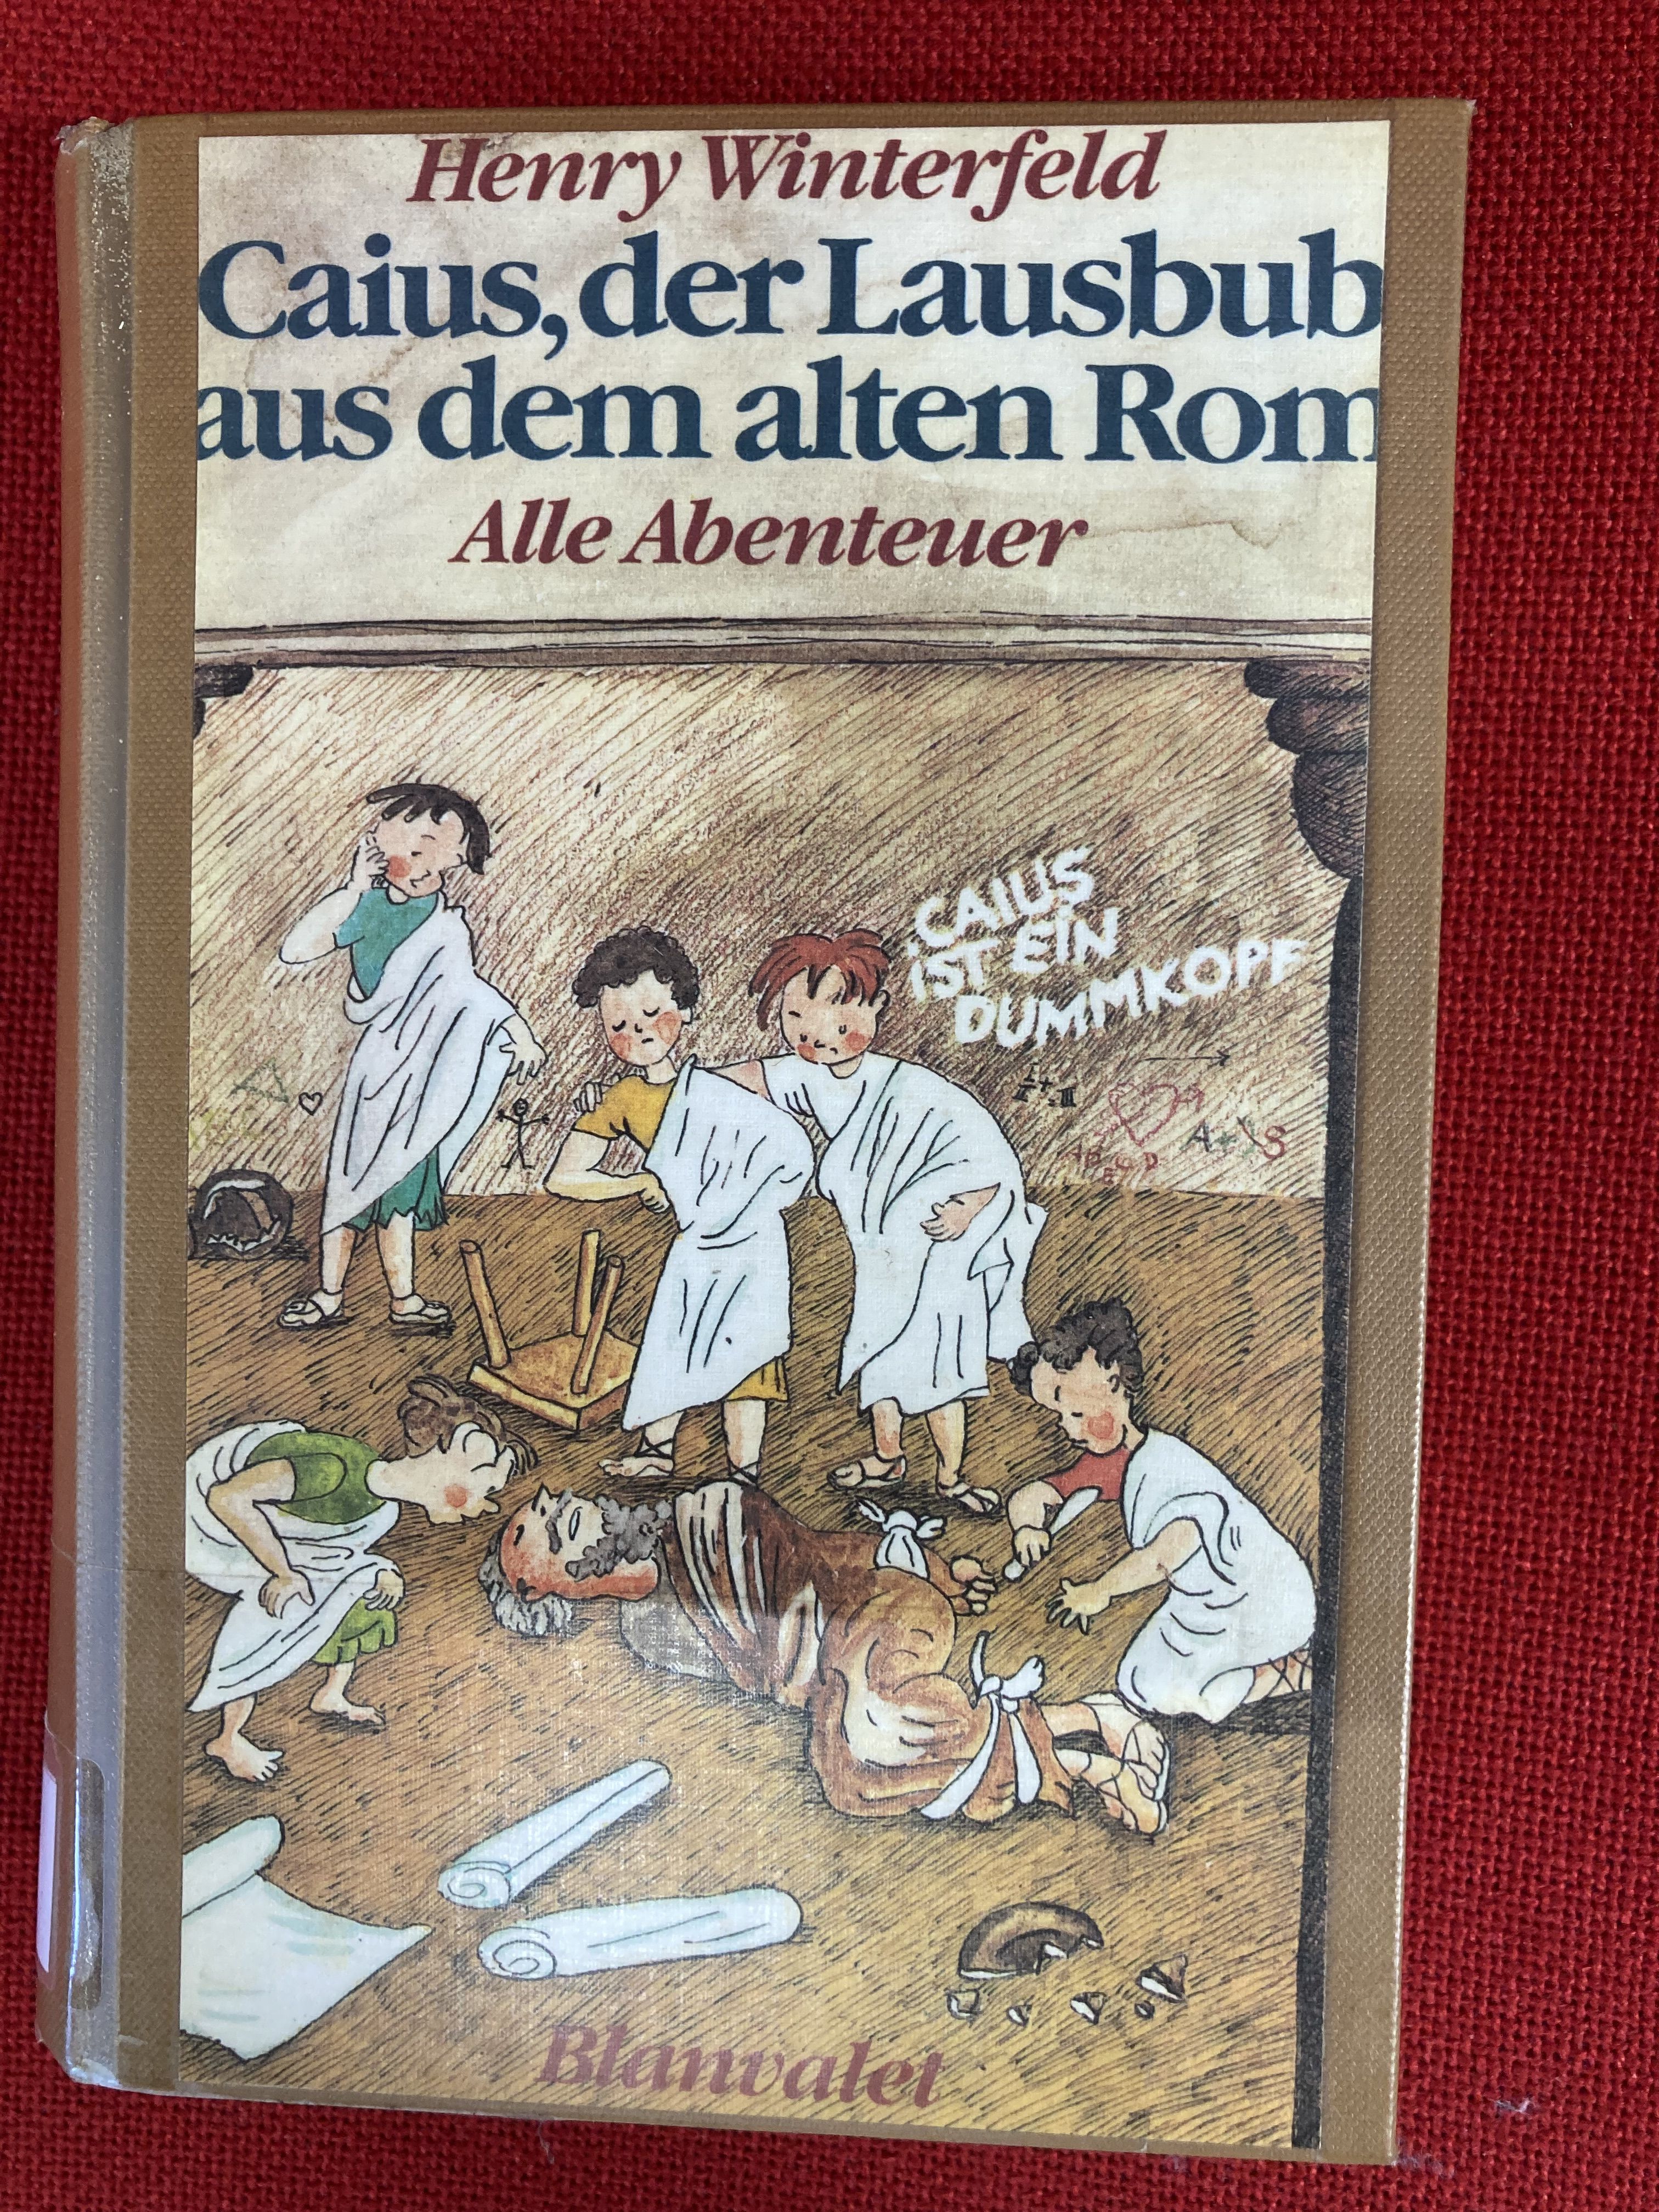 Henry Winterfeld
Caius, der Lausbub
aus dem alten Rom
Alle Abenteuer
CAIUS
IST EIN
DUMMKOPF
Blanvalet